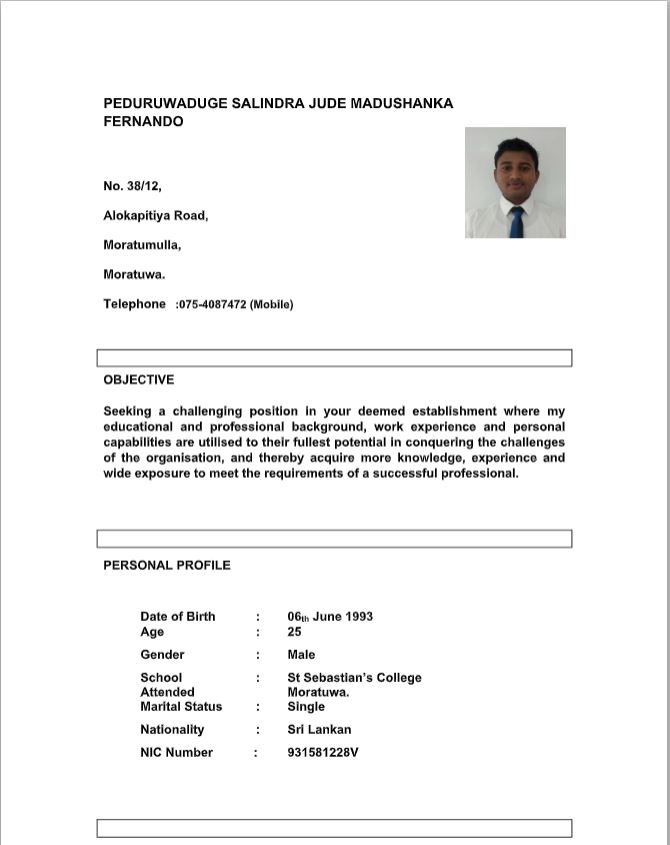 PEDURUWADUGE SALINDRA JUDE MADUSHANKA
FERNANDO
No. 38/12,
Alokapitiya Road,
Moratumulla,
Moratuwa.
Telephone :075-4087472 (Mobile)
OBJECTIVE
Seeking a challenging position in your deemed establishment where my
educational and professional background, work experience and personal
capabilities are utilised to their fullest potential in conquering the challenges
of the organisation, and thereby acquire more knowledge, experience and
wide exposure to meet the requirements of a successful professional.
PERSONAL PROFILE
Date of Birth : 06th June 1993
Age : 25
Gender : Male
School : St Sebastian’s College
Attended Moratuwa.
Marital Status : Single
Nationality : Sri Lankan
NIC Number : 931581228V